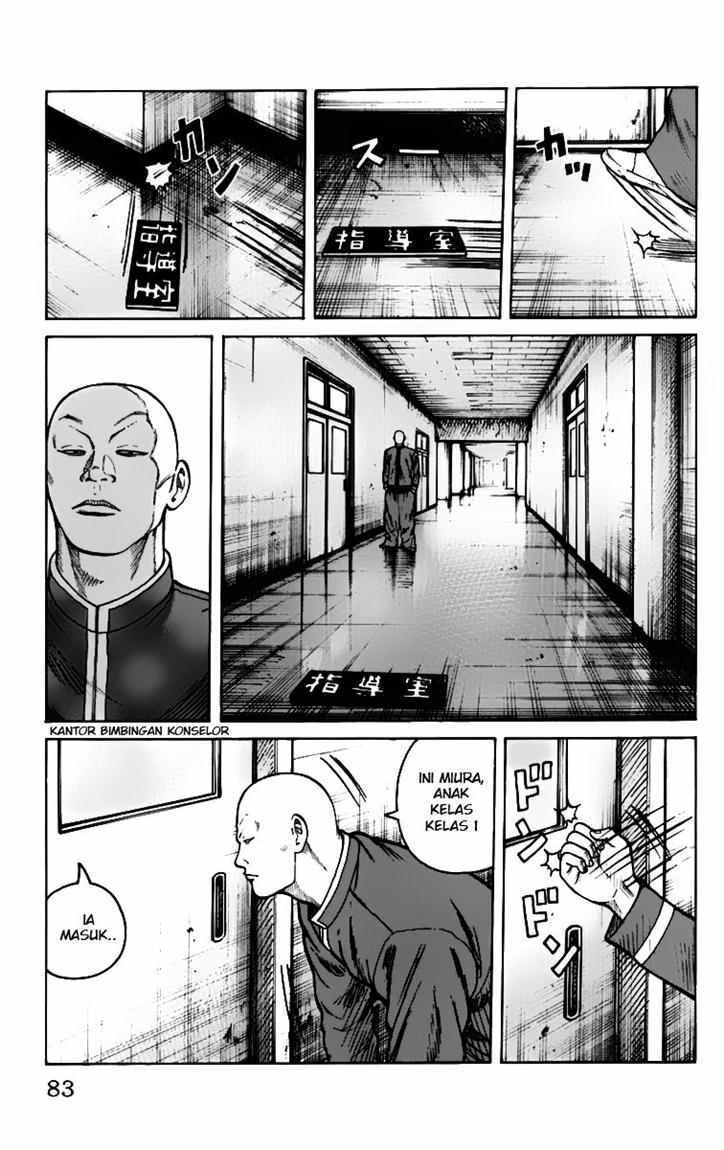 カッ
スー
指導室
カン
指導室
指導室
KANTOR BIMBINGAN KONSELOR
ドン
ドン
INI MIURA,
ANAK
KELAS
KELAS 1
IA
MASUK..
83